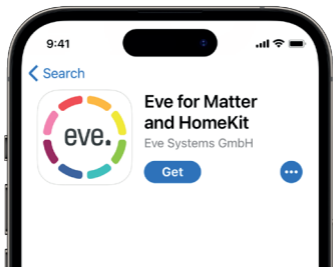 9:41
Search
eve.
Eve for Matter
and HomeKit
Eve Systems GmbH
Get